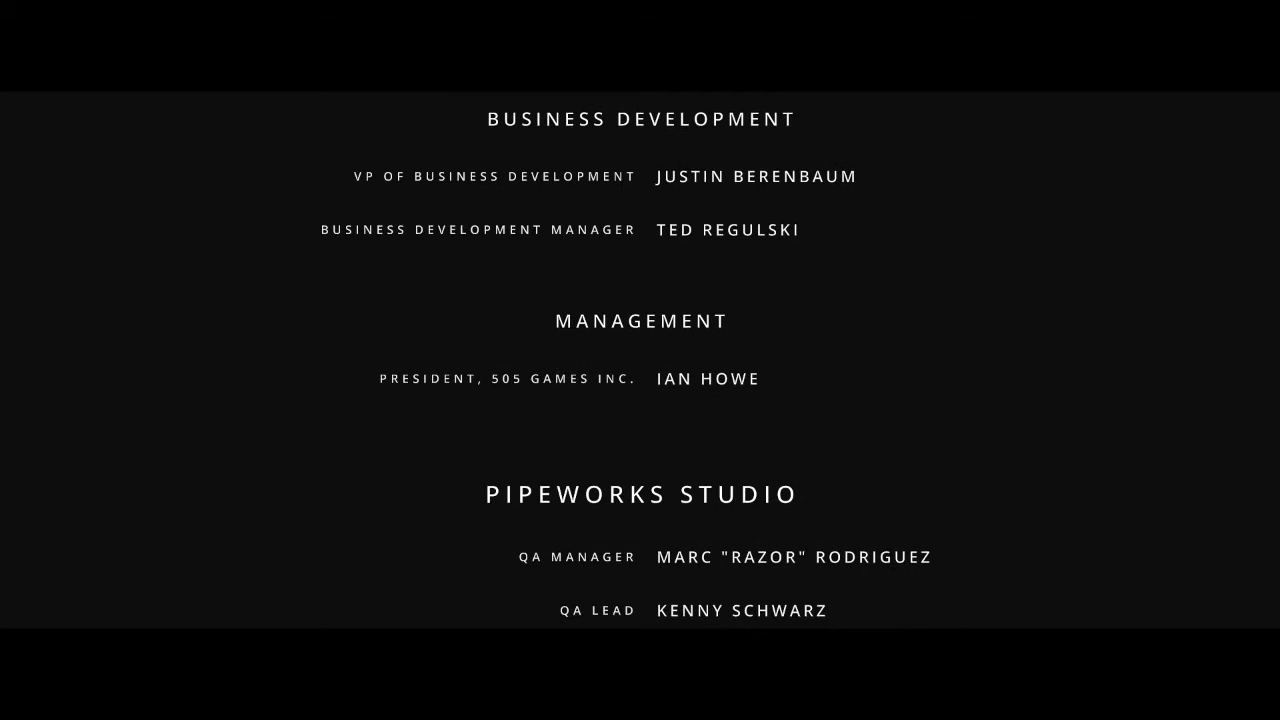 BUSINESS DEVELOPMENT
VP OF BUSINESS DEVELOPMENT JUSTIN BERENBAUM
BUSINESS DEVELOPMENT MANAGER TED REGULSKI
MANAGEMENT
PRESIDENT, 505 GAMES INC. IAN HOWE
PIPEWORKS STUDIO
QA MANAGER MARC "RAZOR" RODRIGUEZ
QA LEAD KENNY SCHWARZ